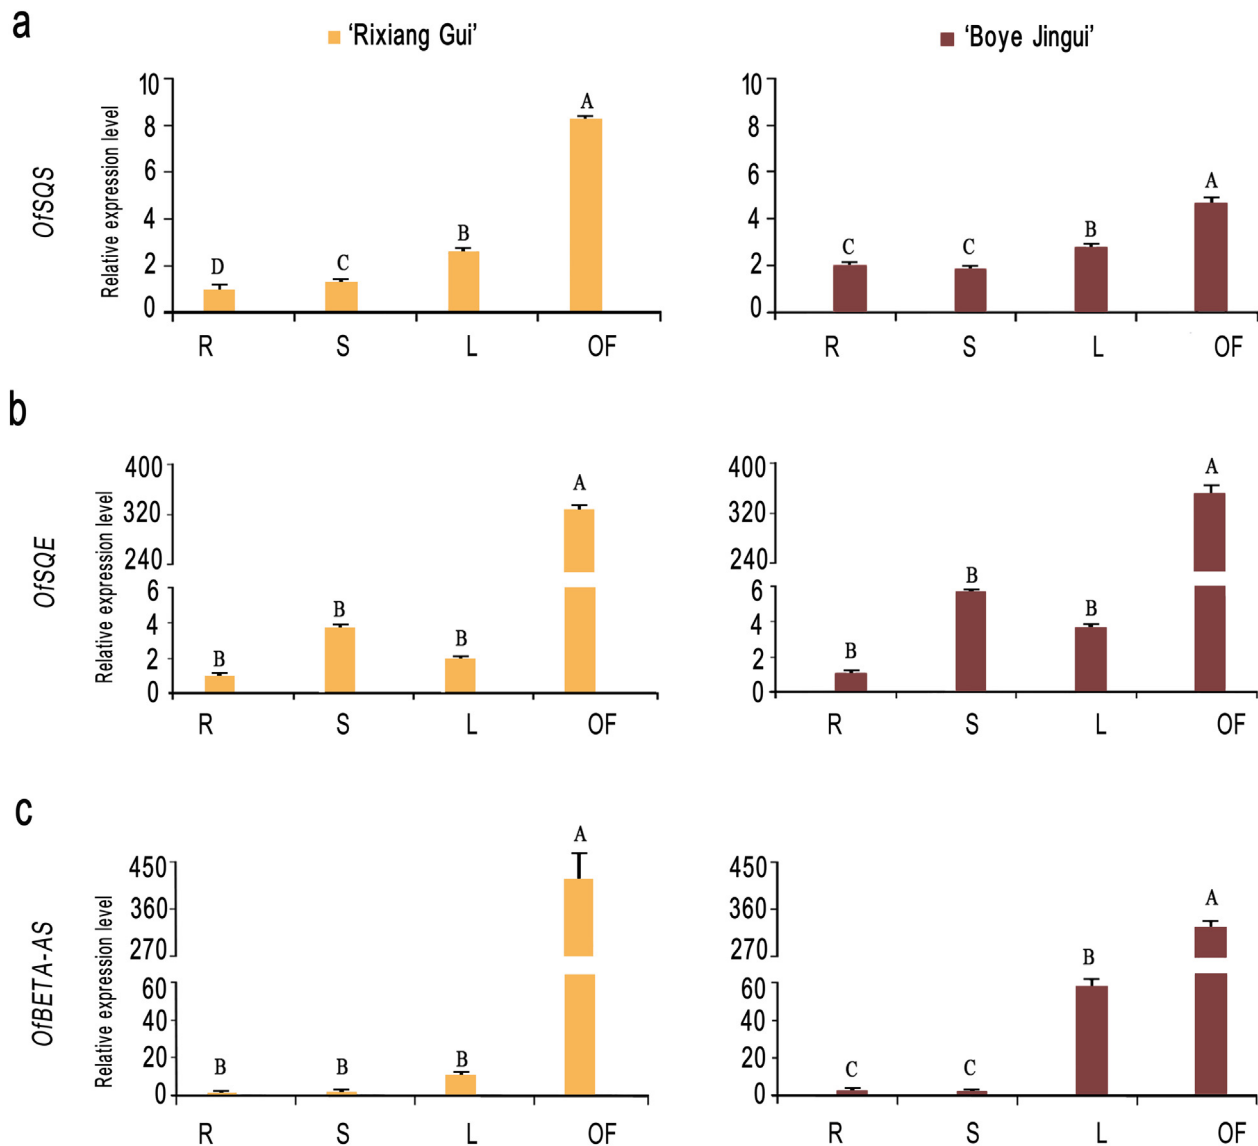 a
'Rixiang Gui'
'Boye Jingui'
OfSQS
Relative expression level
10
8
6
4
2
0
D
C
B
A
R
S
L
OF
10
8
6
4
2
0
C
C
B
A
R
S
L
OF
b
OfSQE
Relative expression level
400
320
240
6
4
2
0
B
B
B
A
R
S
L
OF
400
320
240
6
4
2
0
B
B
B
A
R
S
L
OF
c
OfBETA-AS
Relative expression level
450
360
270
60
40
20
0
B
B
B
A
R
S
L
OF
450
360
270
60
40
20
0
C
C
B
A
R
S
L
OF